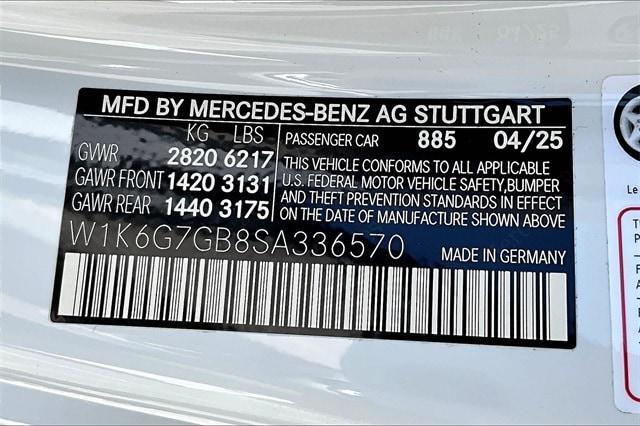 MFD BY MERCEDES-BENZ AG STUTTGART
KG LBS
GVWR 2820 6217
GAWR FRONT 1420 3131
GAWR REAR 1440 3175
PASSENGER CAR 885 04/25
THIS VEHICLE CONFORMS TO ALL APPLICABLE
U.S. FEDERAL MOTOR VEHICLE SAFETY,BUMPER
AND THEFT PREVENTION STANDARDS IN EFFECT
ON THE DATE OF MANUFACTURE SHOWN ABOVE
W1K6G7GB8SA336570
MADE IN GERMANY
Le